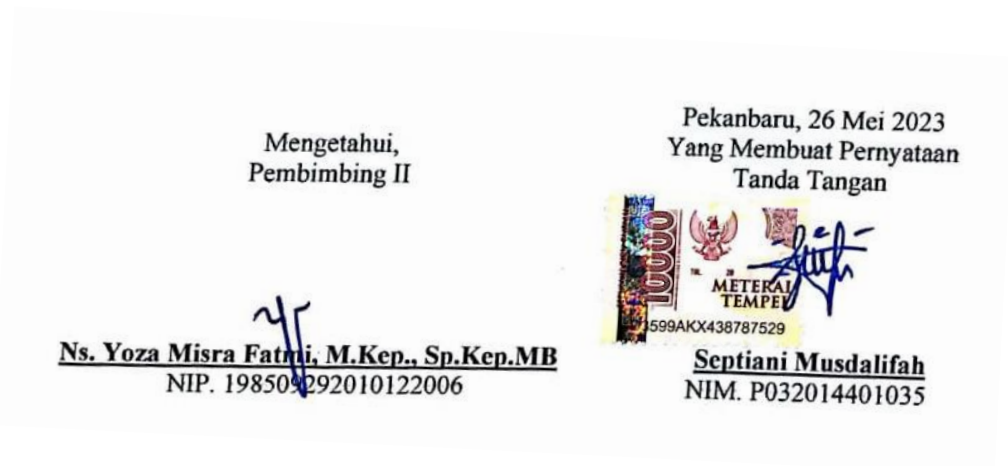 Mengetahui,
Pembimbing II
Ns. Yoza Misra Fatmi, M.Kep., Sp.Kep.MB
NIP. 198509292010122006
Pekanbaru, 26 Mei 2023
Yang Membuat Pernyataan
Tanda Tangan
10000
METERAI
TEMPEL
3599AKX438787529
Septiani Musdalifah
NIM. P032014401035